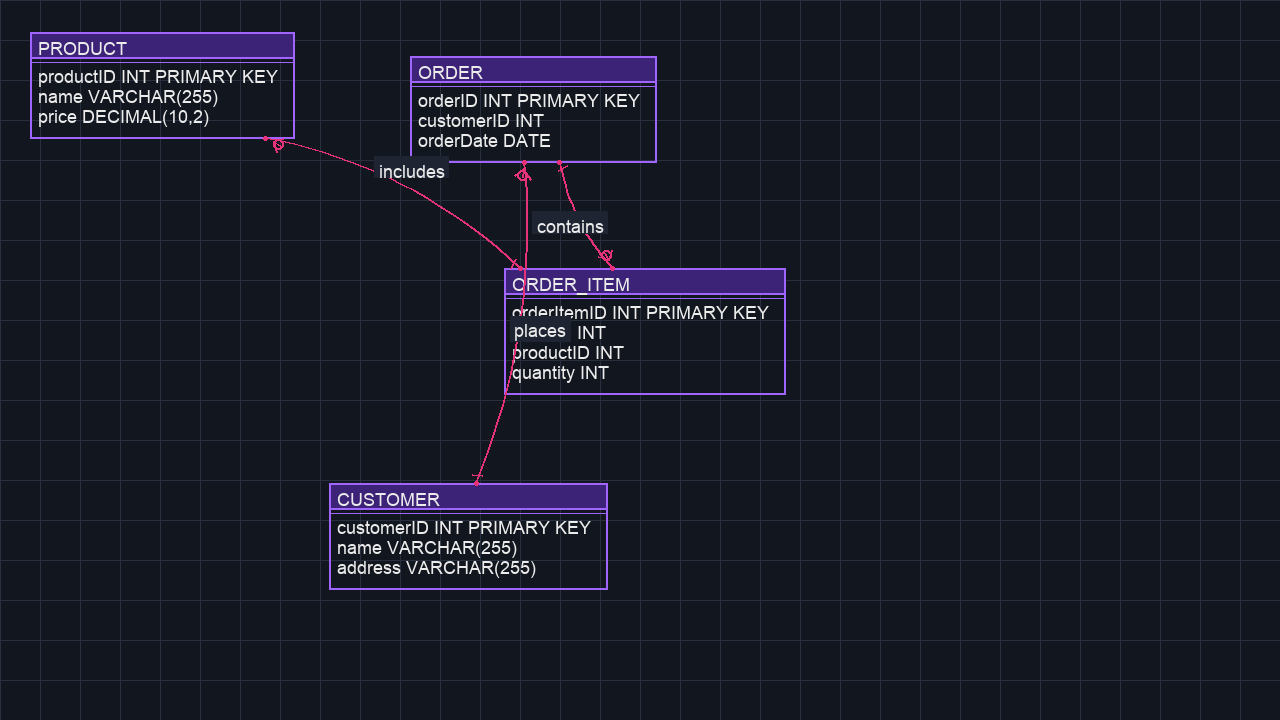 PRODUCT
productID INT PRIMARY KEY
name VARCHAR(255)
price DECIMAL(10,2)
ORDER
orderID INT PRIMARY KEY
customerID INT
orderDate DATE
includes
contains
ORDER_ITEM
orderItemID INT PRIMARY KEY
places
INT
productID INT
quantity INT
CUSTOMER
customerID INT PRIMARY KEY
name VARCHAR(255)
address VARCHAR(255)